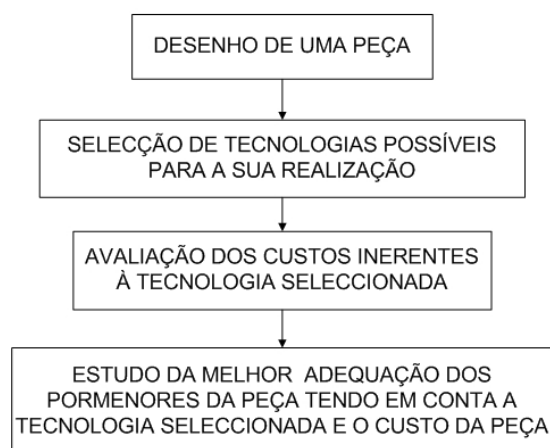 DESENHO DE UMA PEÇA
SELECÇÃO DE TECNOLOGIAS POSSÍVEIS
PARA A SUA REALIZAÇÃO
AVALIAÇÃO DOS CUSTOS INERENTES
À TECNOLOGIA SELECCIONADA
ESTUDO DA MELHOR ADEQUAÇÃO DOS
PORMENORES DA PEÇA TENDO EM CONTA A
TECNOLOGIA SELECCIONADA E O CUSTO DA PEÇA